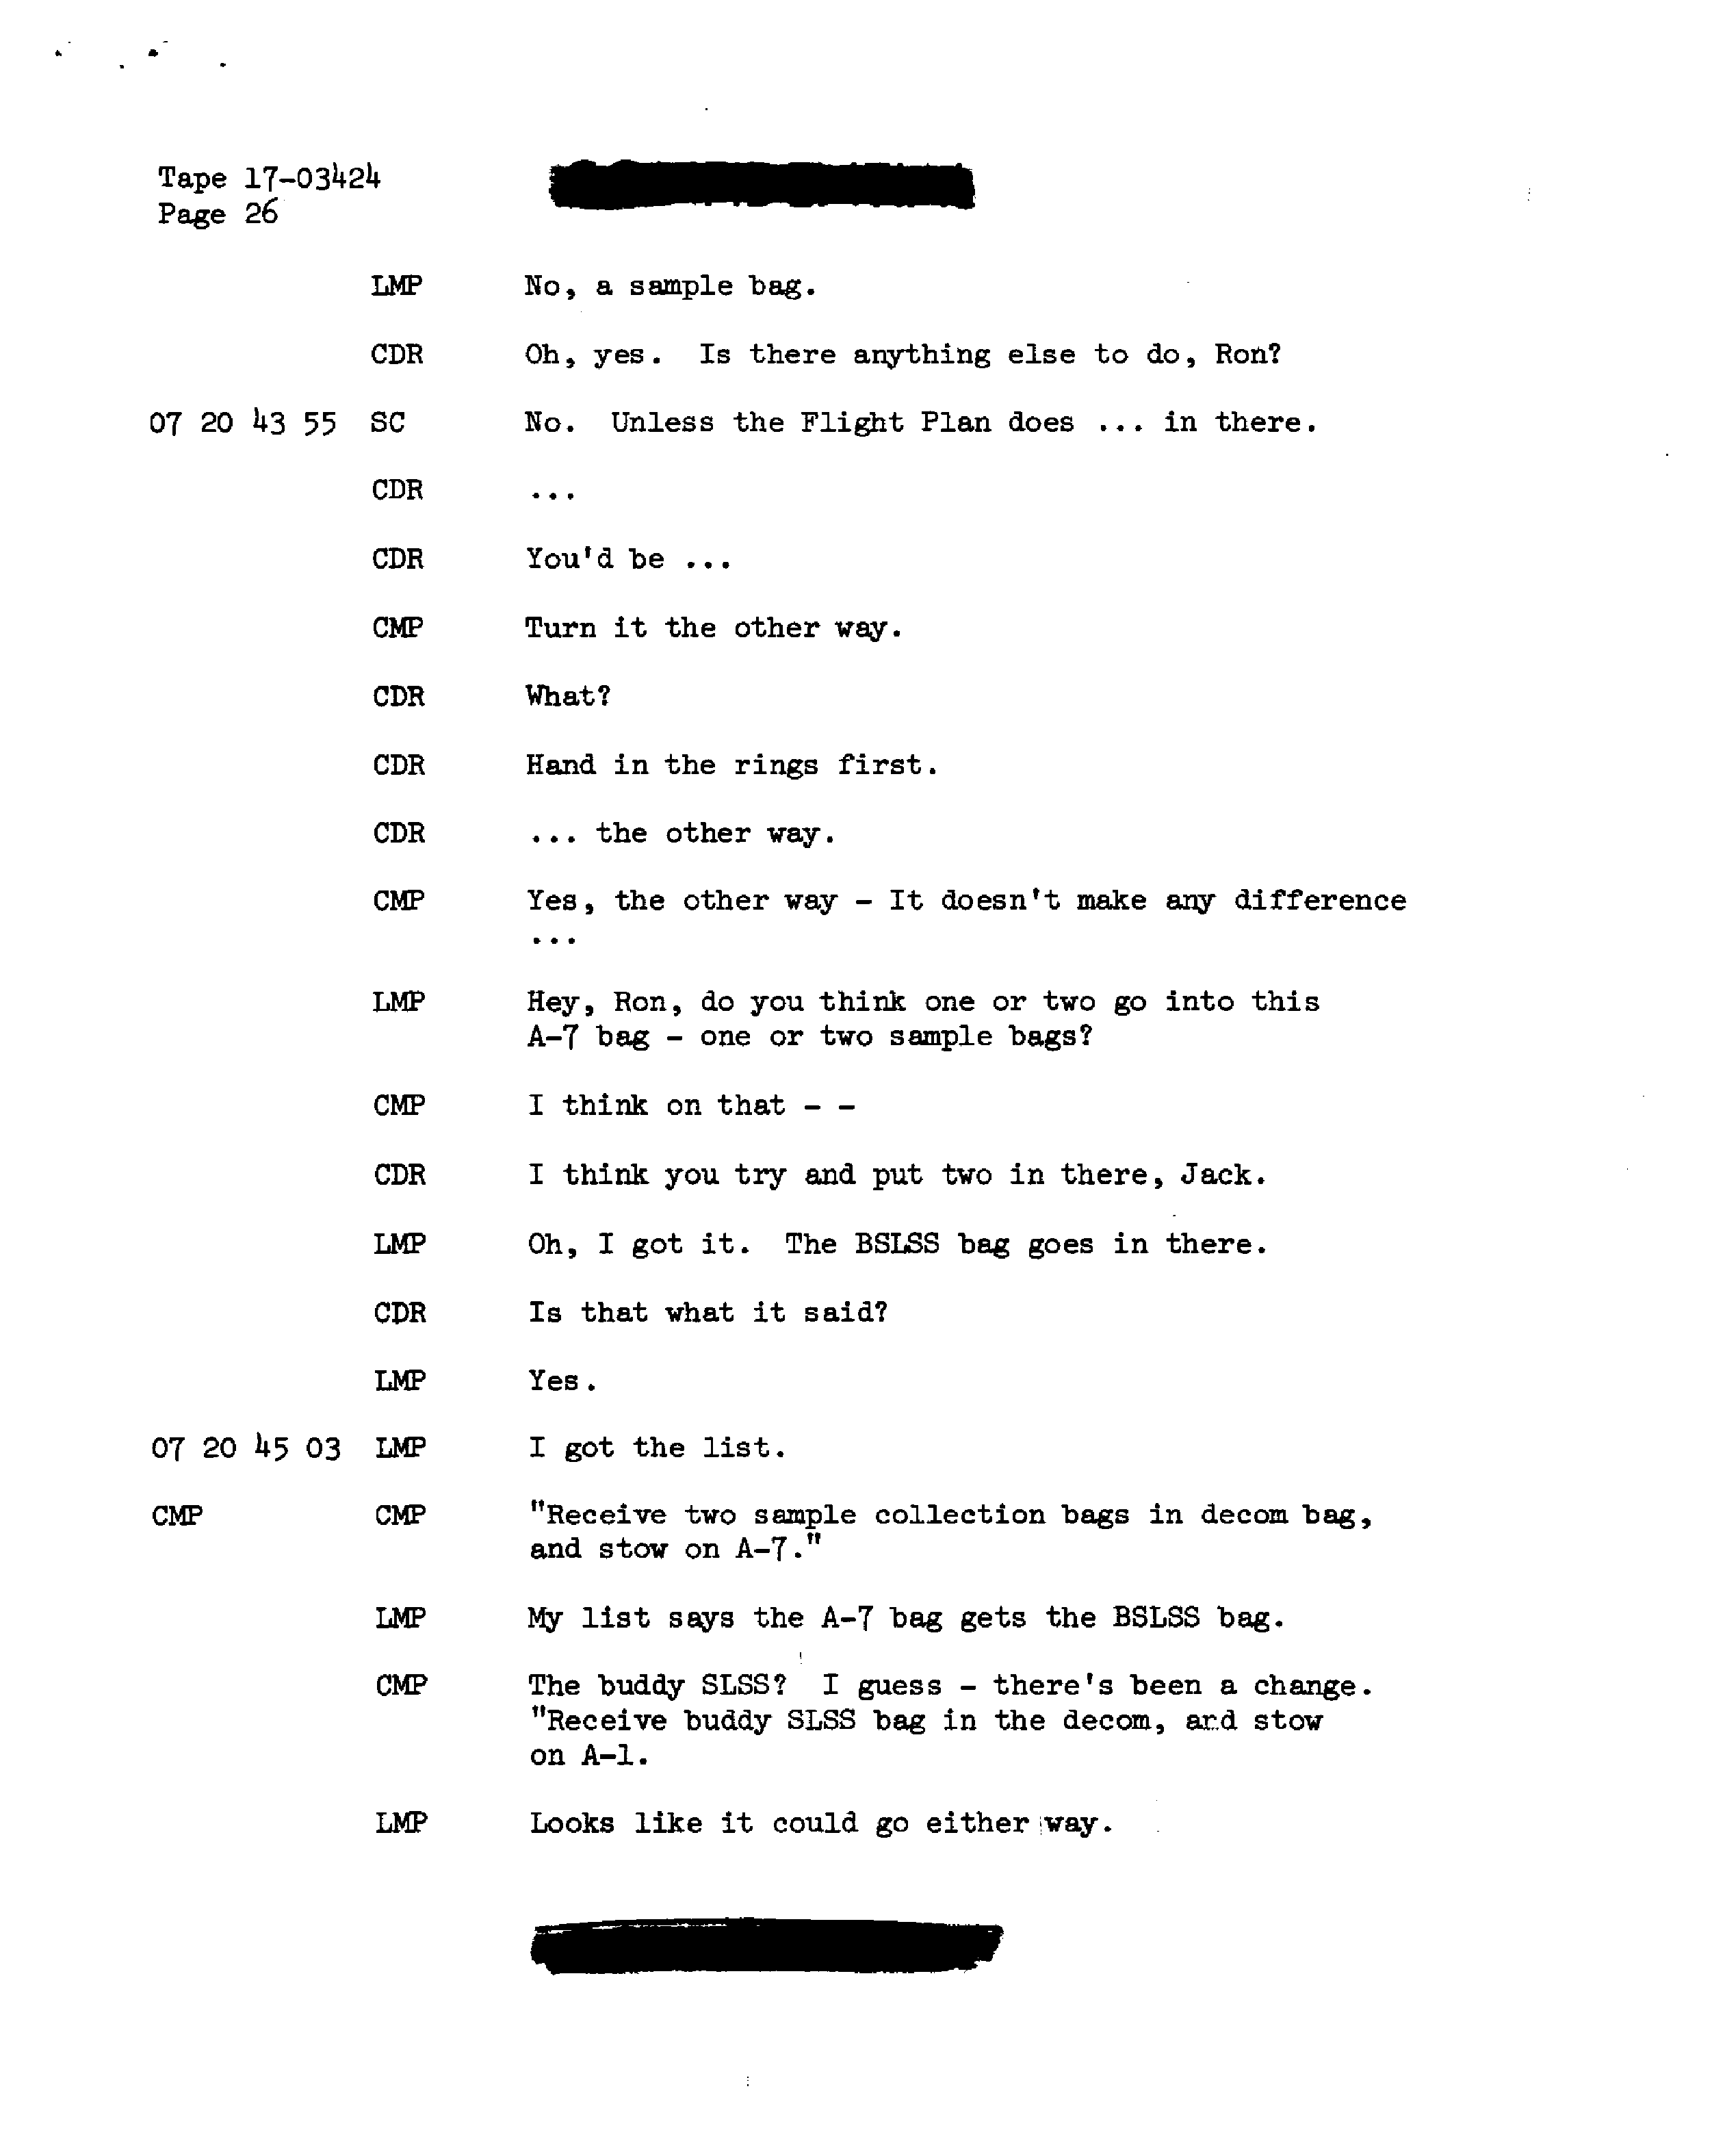 Tape 17-03424
Page 26
LMP No, a sample bag.
CDR Oh, yes. Is there anything else to do, Ron?
07 20 43 55 SC No. Unless the Flight Plan does ... in there.
CDR ...
CDR You'd be ...
CMP Turn it the other way.
CDR What?
CDR Hand in the rings first.
CDR ... the other way.
CMP Yes, the other way - It doesn't make any difference
...
LMP Hey, Ron, do you think one or two go into this
A-7 bag - one or two sample bags?
CMP I think on that - -
CDR I think you try and put two in there, Jack.
LMP Oh, I got it. The BSLSS bag goes in there.
CDR Is that what it said?
LMP Yes.
07 20 45 03 LMP I got the list.
CMP CMP "Receive two sample collection bags in decom bag,
and stow on A-7."
LMP My list says the A-7 bag gets the BSLSS bag.
CMP The buddy SLSS? I guess - there's been a change.
"Receive buddy SLSS bag in the decom, and stow
on A-1.
LMP Looks like it could go either way.